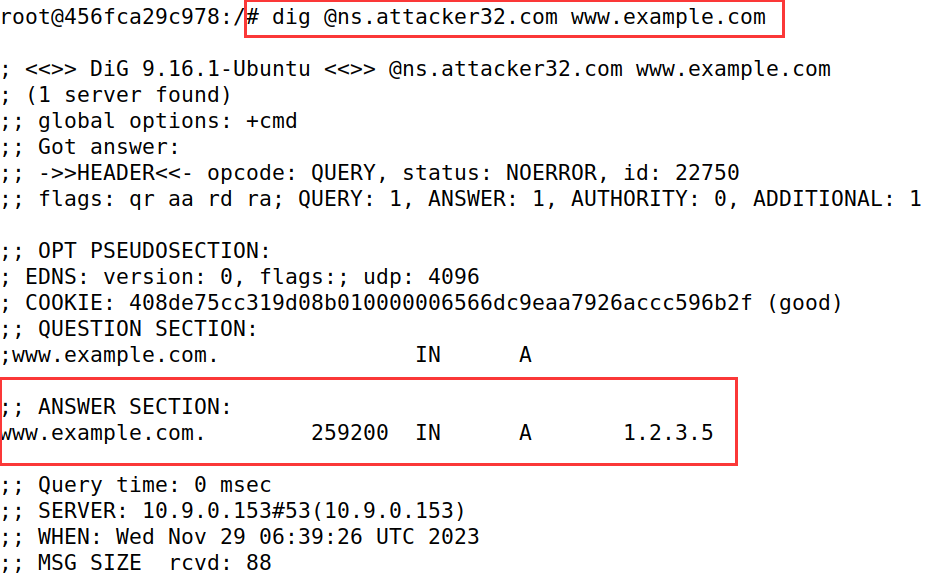 root@456fca29c978:/# dig @ns.attacker32.com www.example.com
; <<>> DiG 9.16.1-Ubuntu <<>> @ns.attacker32.com www.example.com
; (1 server found)
;; global options: +cmd
;; Got answer:
;; ->>HEADER<<- opcode: QUERY, status: NOERROR, id: 22750
;; flags: qr aa rd ra; QUERY: 1, ANSWER: 1, AUTHORITY: 0, ADDITIONAL: 1
;; OPT PSEUDOSECTION:
; EDNS: version: 0, flags:; udp: 4096
; COOKIE: 408de75cc319d08b010000006566dc9eaa7926accc596b2f (good)
;; QUESTION SECTION:
;www.example.com. IN A
;; ANSWER SECTION:
www.example.com. 259200 IN A 1.2.3.5
;; Query time: 0 msec
;; SERVER: 10.9.0.153#53(10.9.0.153)
;; WHEN: Wed Nov 29 06:39:26 UTC 2023
;; MSG SIZE rcvd: 88